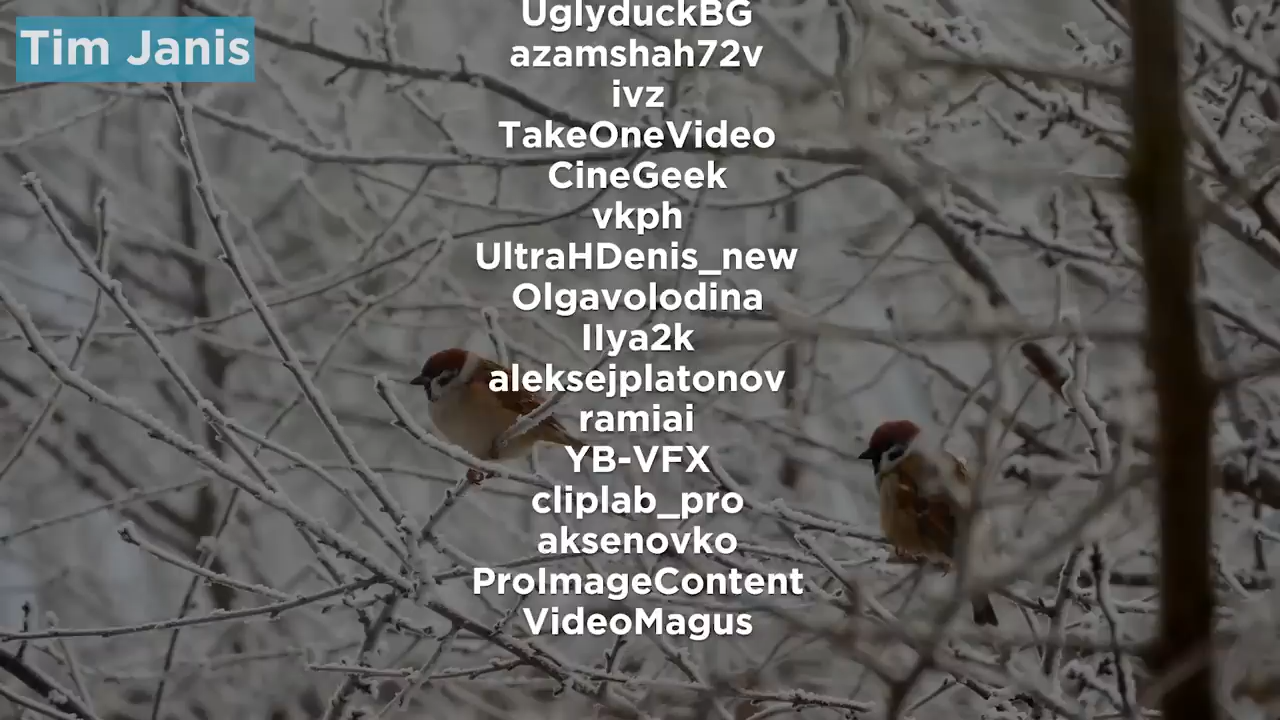 Tim Janis
UglyduckBG
azamshah72v
ivz
TakeOneVideo
CineGeek
vkph
UltraHDenis_new
Olgavolodina
Ilya2k
aleksejplatonov
ramiai
YB-VFX
cliplab_pro
aksenovko
ProImageContent
VideoMagus